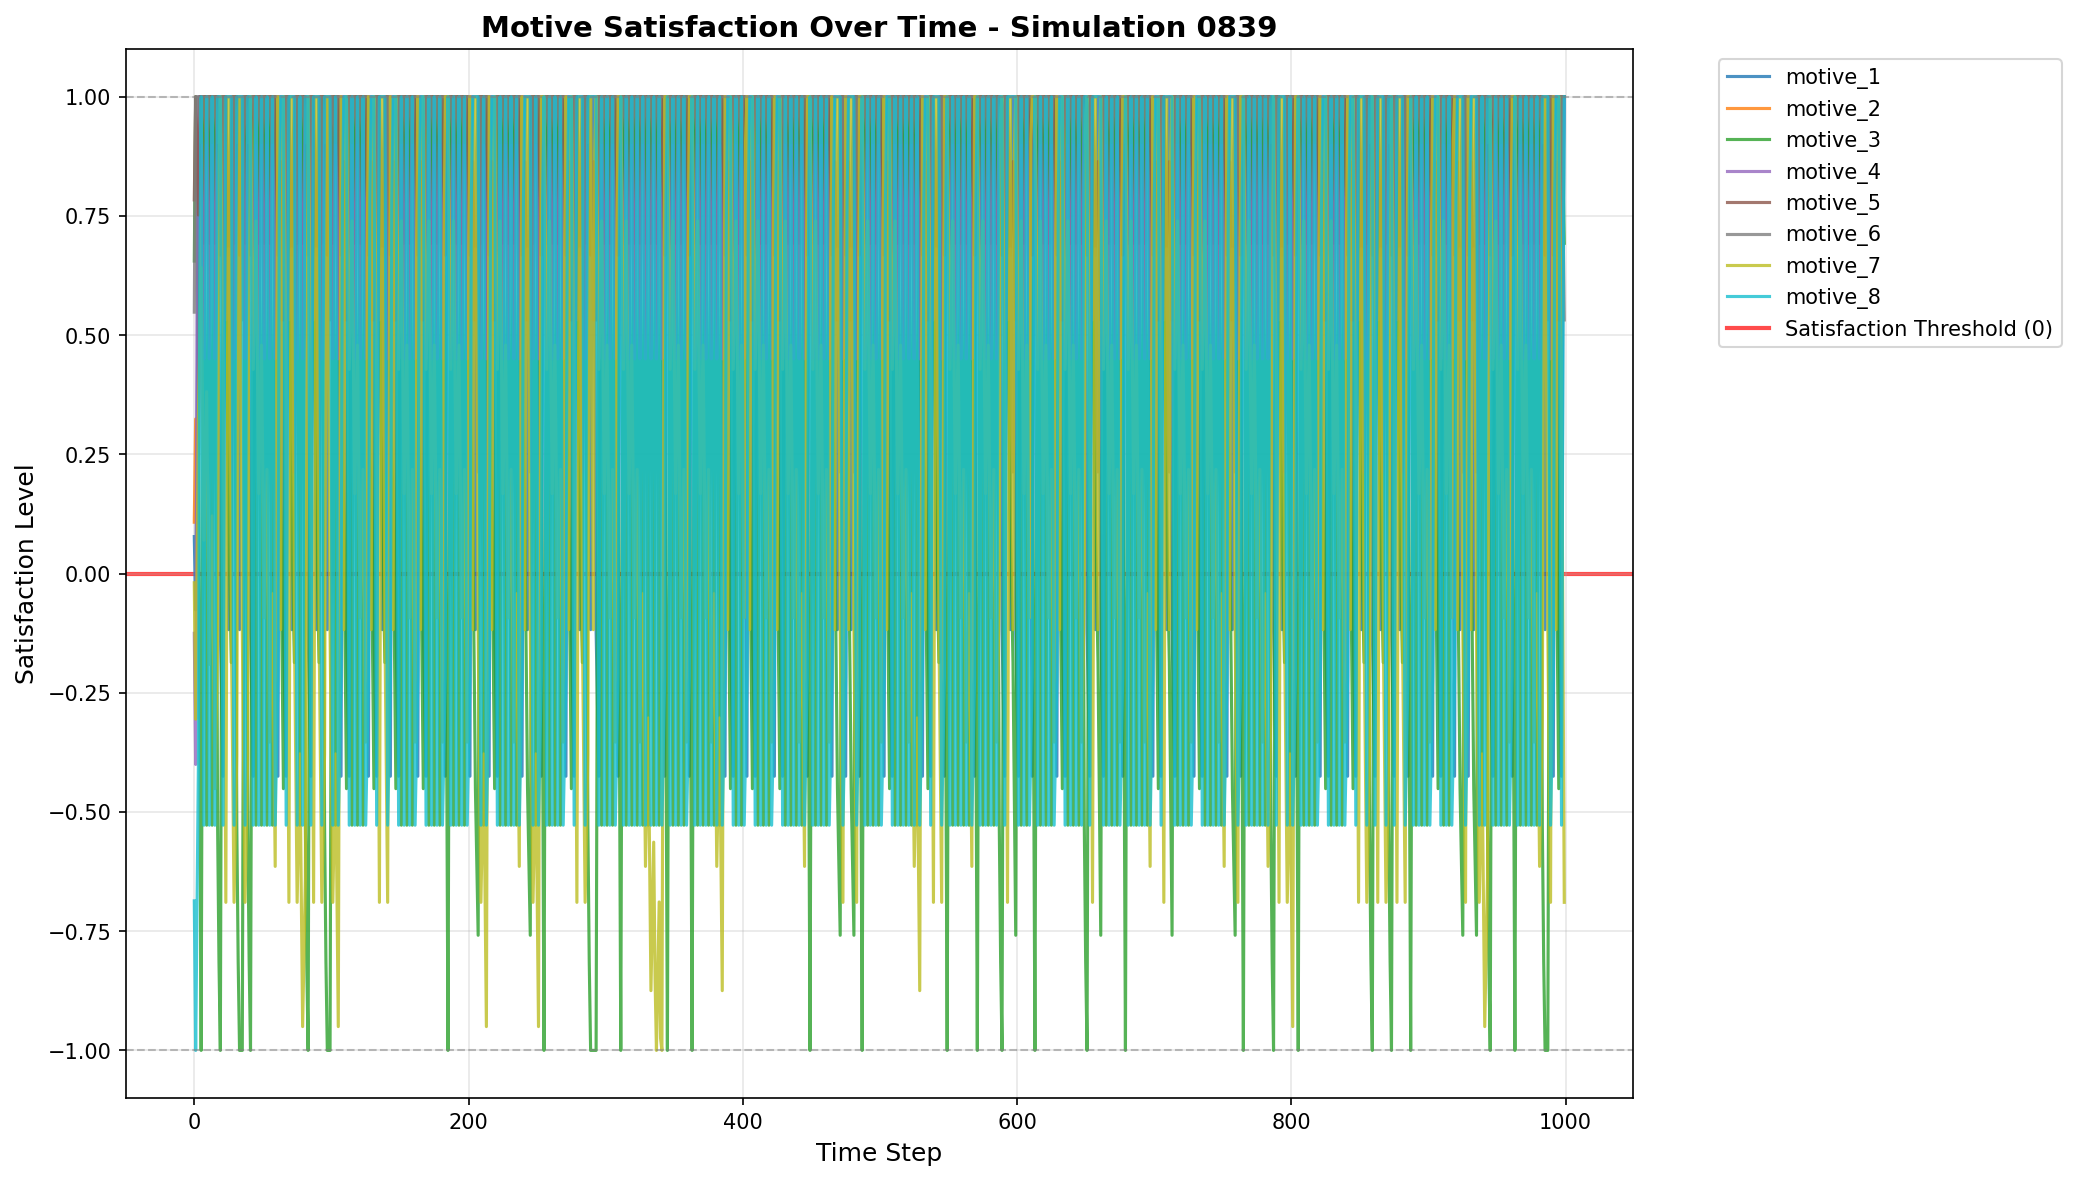 Motive Satisfaction Over Time - Simulation 0839
1.00
0.75
0.50
0.25
0.00
−0.25
−0.50
−0.75
−1.00
Satisfaction Level
0
200
400
600
800
1000
Time Step
motive_1
motive_2
motive_3
motive_4
motive_5
motive_6
motive_7
motive_8
Satisfaction Threshold (0)